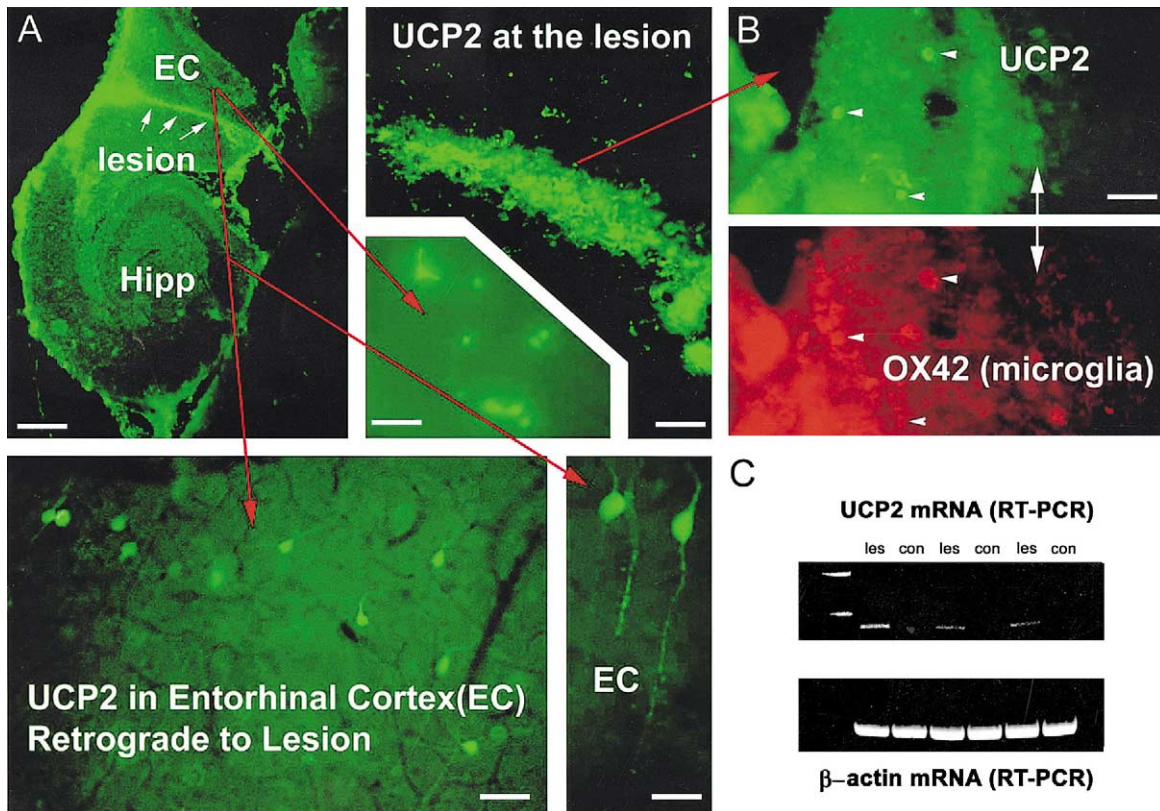 A
EC
lesion
Hipp
UCP2 at the lesion
B
UCP2
OX42 (microglia)
UCP2 in Entorhinal Cortex(EC)
Retrograde to Lesion
EC
C
UCP2 mRNA (RT-PCR)
les con les con les con
β–actin mRNA (RT-PCR)